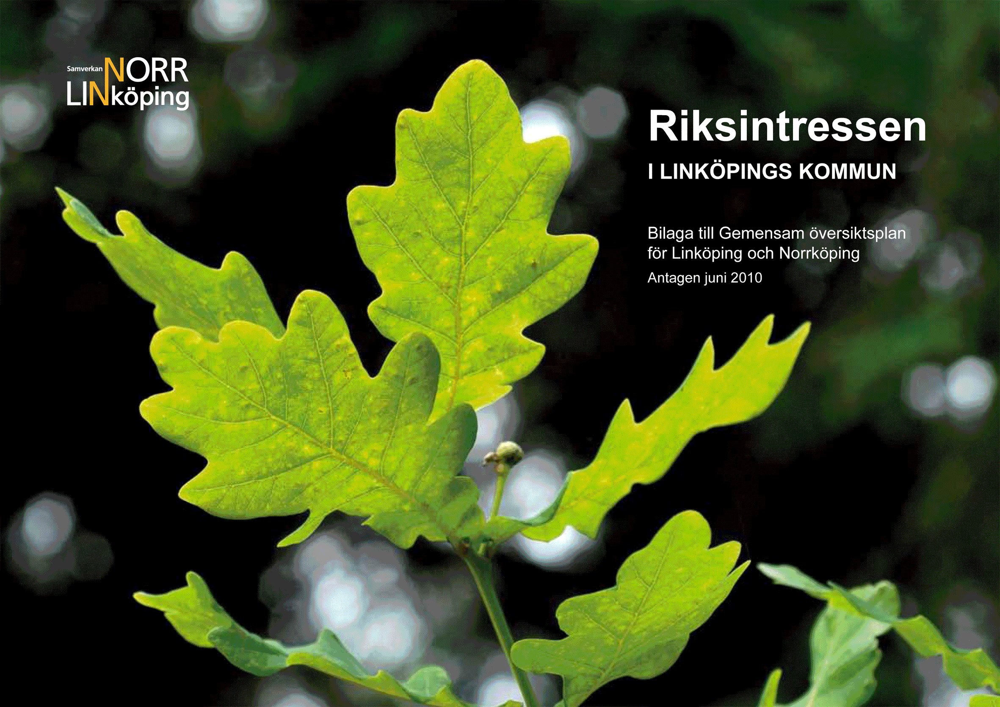 Samverkan NORR
LINköping
Riksintressen
I LINKÖPINGS KOMMUN
Bilaga till Gemensam översiktsplan
för Linköping och Norrköping
Antagen juni 2010